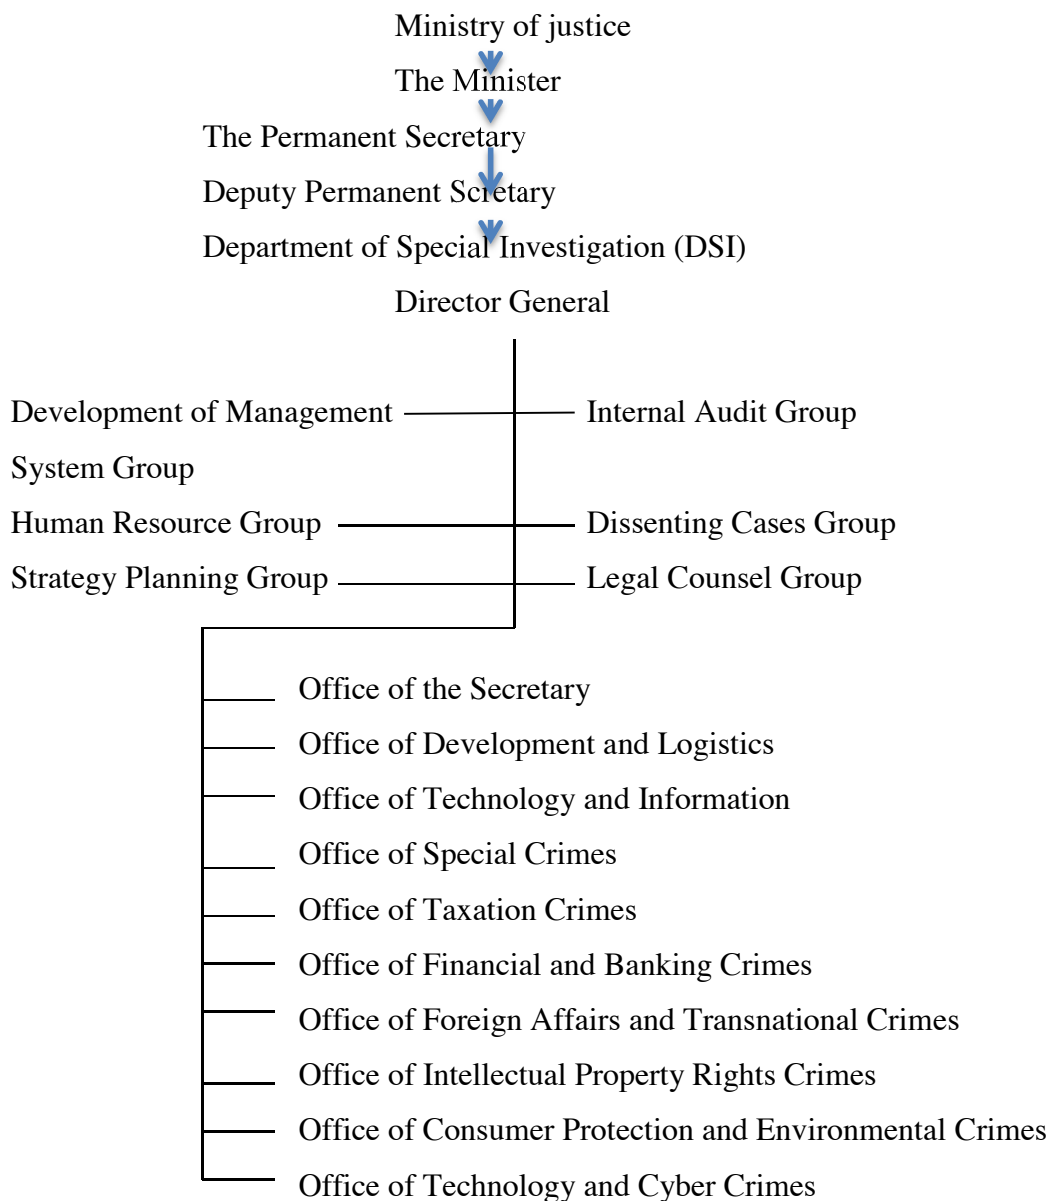 Ministry of justice
The Minister
The Permanent Secretary
Deputy Permanent Scretary
Department of Special Investigation (DSI)
Director General
Development of Management Internal Audit Group
System Group
Human Resource Group Dissenting Cases Group
Strategy Planning Group Legal Counsel Group
Office of the Secretary
Office of Development and Logistics
Office of Technology and Information
Office of Special Crimes
Office of Taxation Crimes
Office of Financial and Banking Crimes
Office of Foreign Affairs and Transnational Crimes
Office of Intellectual Property Rights Crimes
Office of Consumer Protection and Environmental Crimes
Office of Technology and Cyber Crimes